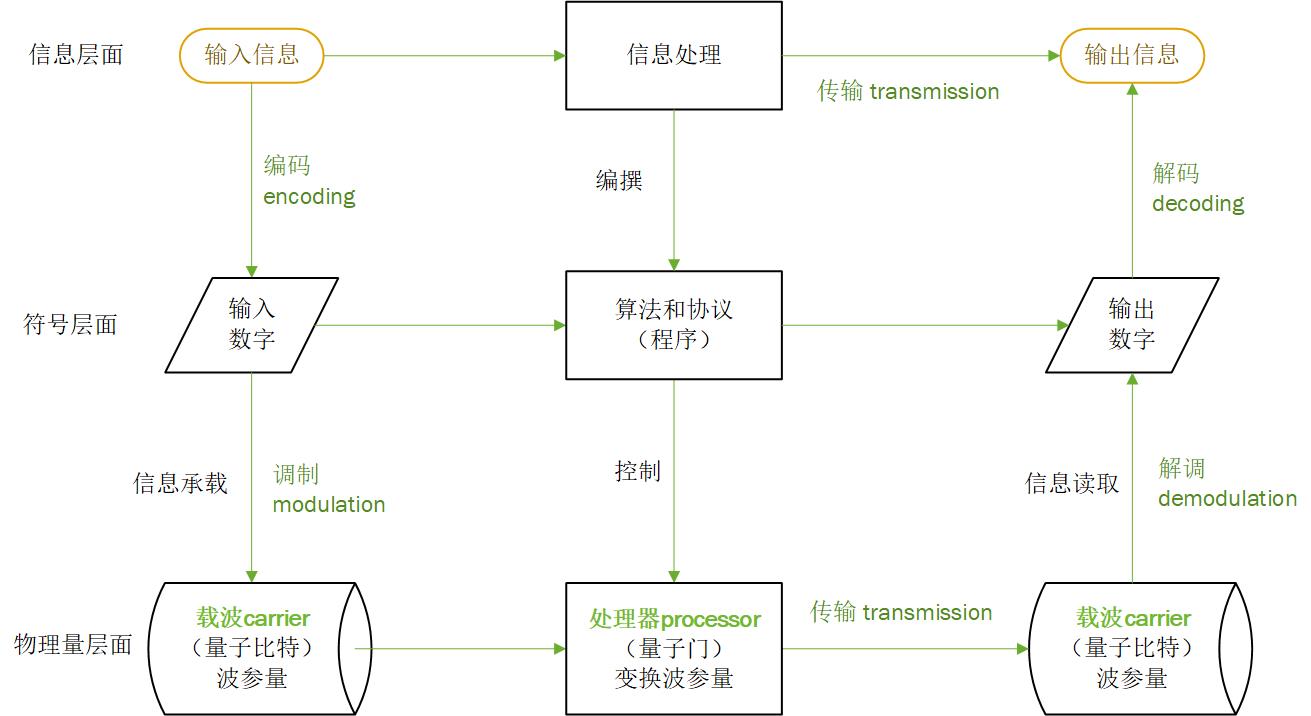 信息层面
输入信息
信息处理
输出信息
传输 transmission
编码
encoding
编撰
解码
decoding
符号层面
输入
数字
算法和协议
（程序）
输出
数字
信息承载
调制
modulation
控制
信息读取
解调
demodulation
物理量层面
载波carrier
（量子比特）
波参量
处理器processor
（量子门）
变换波参量
传输 transmission
载波carrier
（量子比特）
波参量